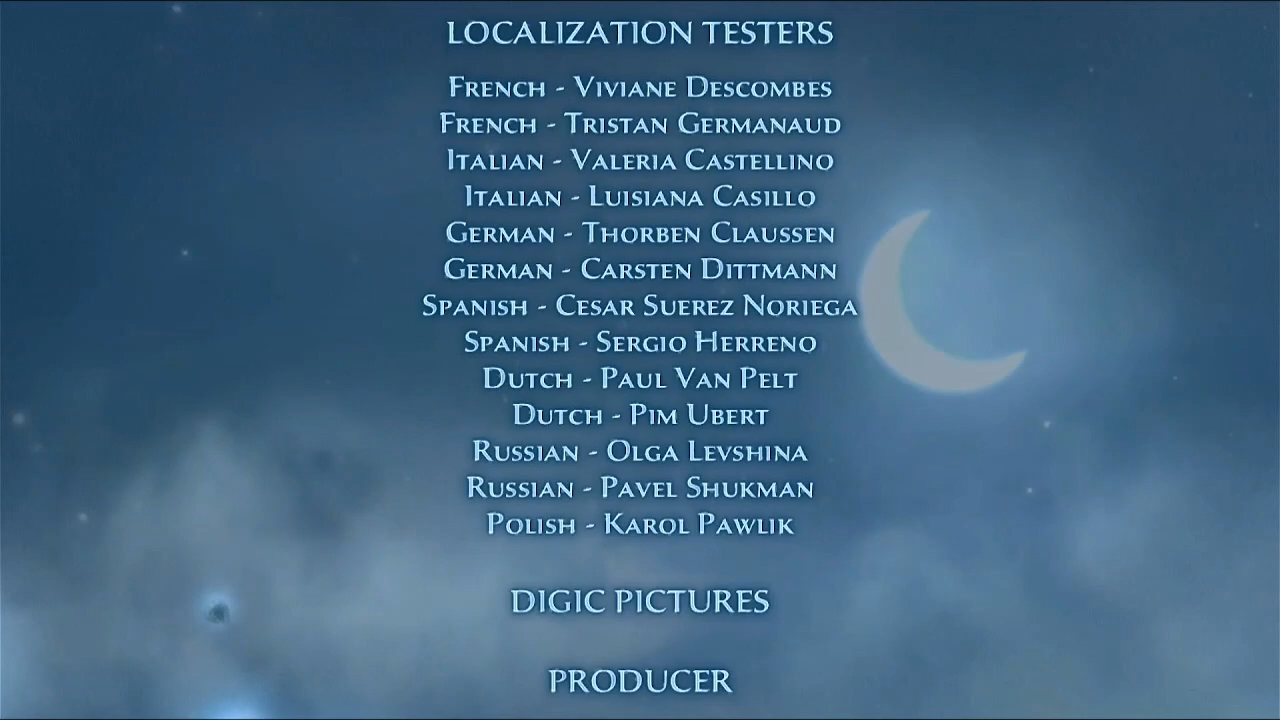 LOCALIZATION TESTERS
French - Viviane Descombes
French - Tristan Germanaud
Italian - Valeria Castellino
Italian - Luisiana Casillo
German - Thorben Claussen
German - Carsten Dittmann
Spanish - Cesar Suerez Noriega
Spanish - Sergio Herreno
Dutch - Paul Van Pelt
Dutch - Pim Ubert
Russian - Olga Levshina
Russian - Pavel Shukman
Polish - Karol Pawlik
DIGIC PICTURES
PRODUCER